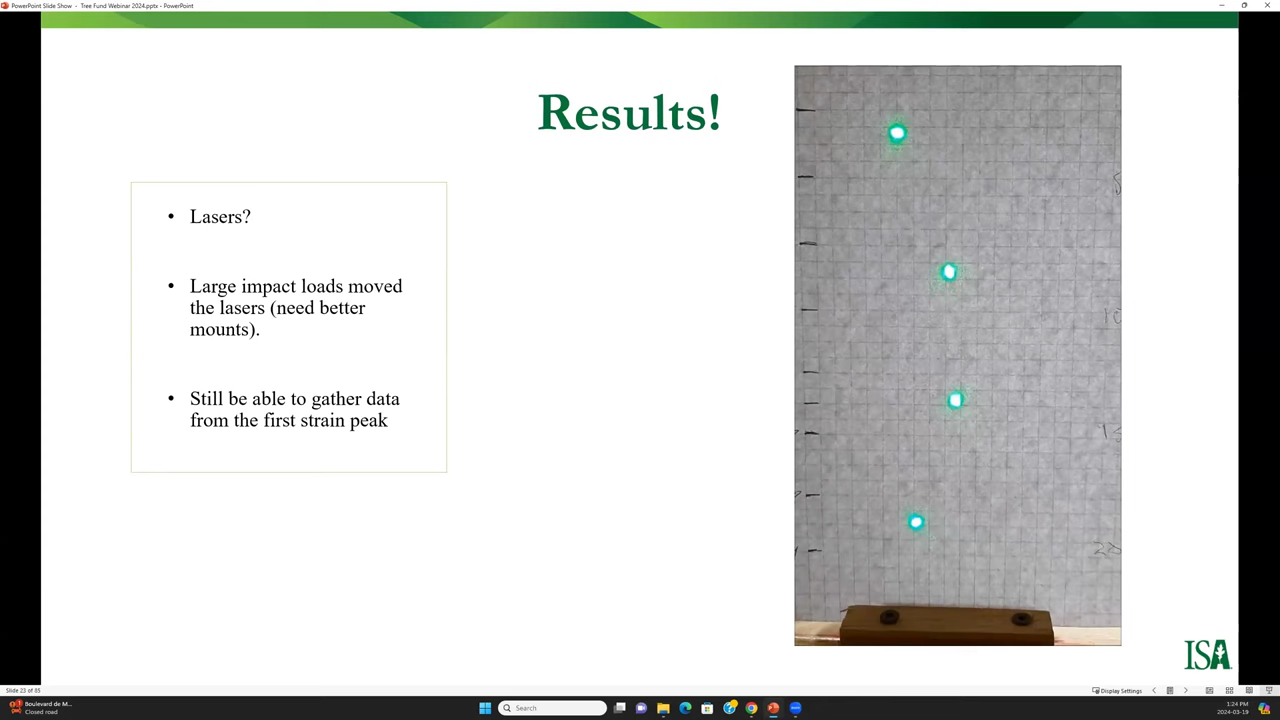 PowerPoint Slide Show - Tree Fund Webinar 2024.pptx - PowerPoint
Results!
• Lasers?
• Large impact loads moved
the lasers (need better
mounts).
• Still be able to gather data
from the first strain peak
10
20
ISA
Slide 23 of 85
Display Settings
Boulevard de M...
Closed road
Search
1:24 PM
2024-03-19